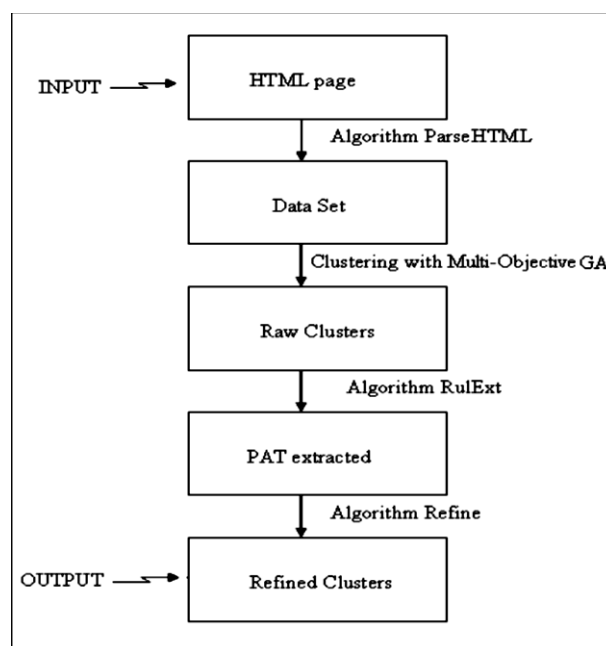 INPUT
HTML page
Algorithm ParseHTML
Data Set
Clustering with Multi-Objective GA
Raw Clusters
Algorithm RulExt
PAT extracted
Algorithm Refine
OUTPUT
Refined Clusters